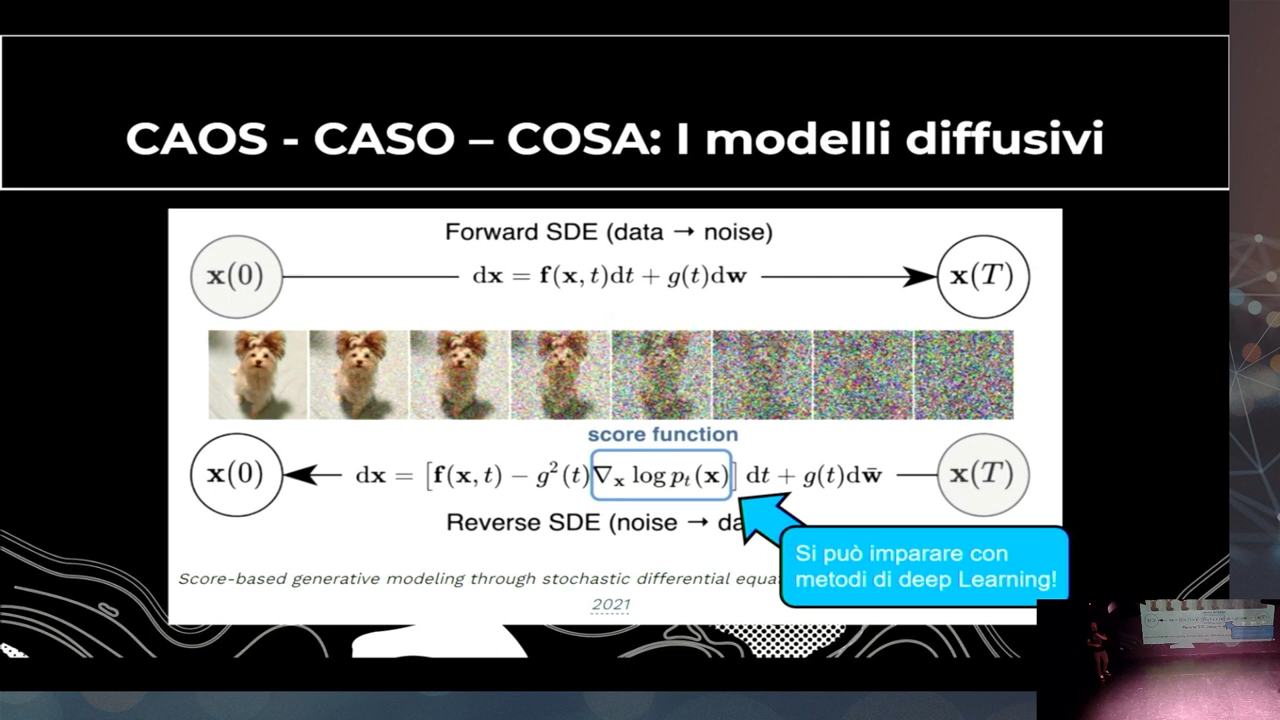 CAOS - CASO – COSA: I modelli diffusivi
Forward SDE (data → noise)
x(0)
dx = f(x, t)dt + g(t)dw
x(T)
score function
x(0)
dx = [f(x, t) − g²(t)∇ₓ log pₜ(x)] dt + g(t)dw̄
x(T)
Reverse SDE (noise → da
Si può imparare con
metodi di deep Learning!
Score-based generative modeling through stochastic differential equa
2021